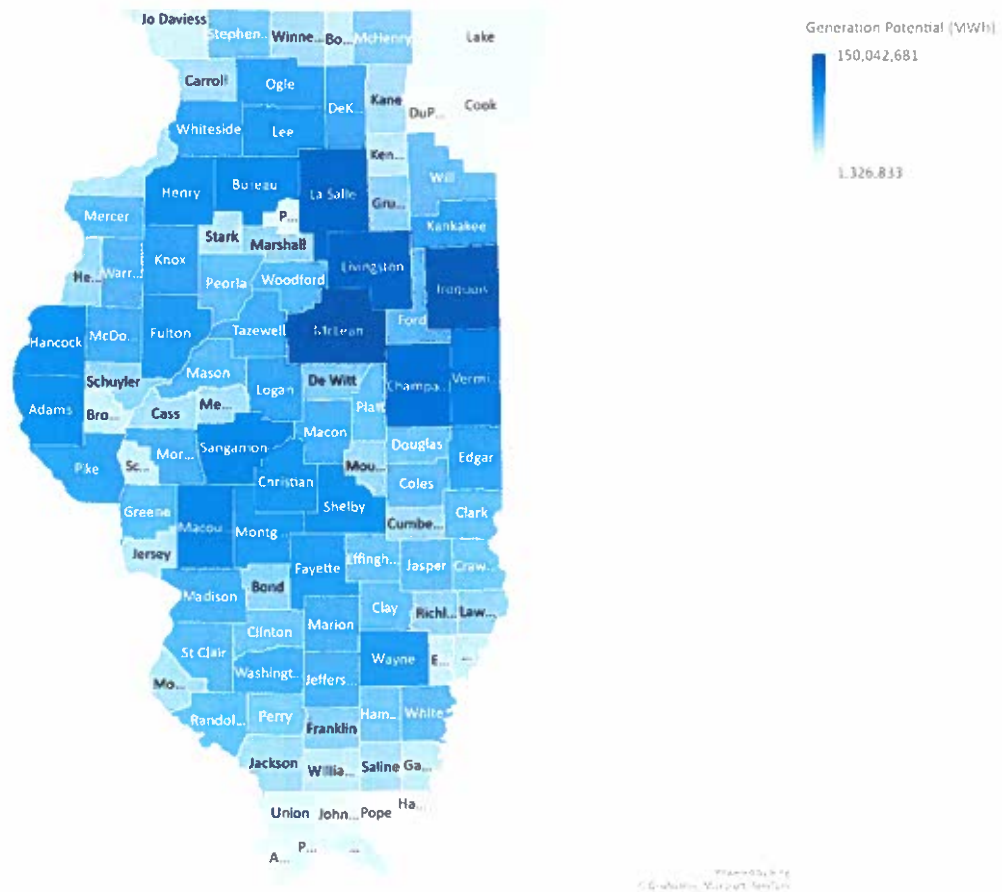 Jo Daviess
Stephen...
Winne...
Bo...
McHenry
Lake
Generation Potential (MWh)
150,042,681
1,326,833
Carroll
Ogle
DeK...
Kane
DuP...
Cook
Whiteside
Lee
Ken...
Will
Henry
Bureau
La Salle
Gru...
Mercer
P...
Kankakee
Stark
Marshall
Knox
He...
Warr...
Peoria
Woodford
Livingston
Iroquois
Hancock
McDo...
Fulton
Tazewell
McLean
Ford
Schuyler
Mason
Logan
De Witt
Champa...
Vermi...
Adams
Bro...
Cass
Me...
Piatt
Macon
Pike
Sc...
Mor...
Sangamon
Mou...
Douglas
Edgar
Christian
Coles
Greene
Macou...
Montg...
Shelby
Cumbe...
Clark
Jersey
Fayette
Effingh...
Jasper
Craw...
Madison
Bond
Marion
Clay
Richl...
Law...
Clinton
St Clair
Washingt...
Wayne
E...
...
Mo...
Jeffers...
Randol...
Perry
Franklin
Ham...
White
Jackson
Willia...
Saline
Ga...
Union
John...
Pope
Ha...
A...
P...
...